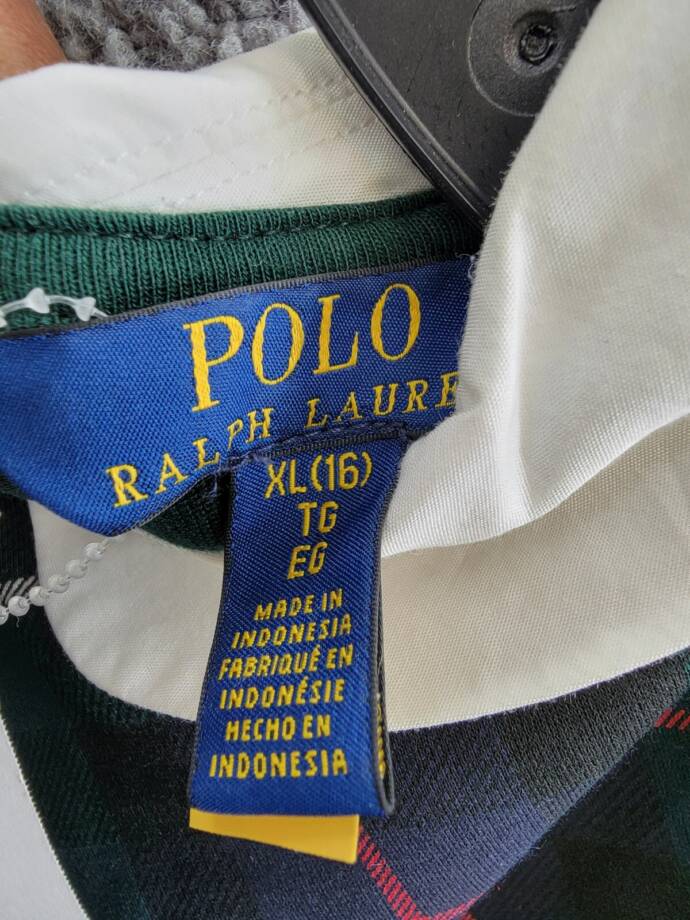 POLO
RALPH LAURE
XL(16)
TG
EG
MADE IN
INDONESIA
FABRIQUÉ EN
INDONÉSIE
HECHO EN
INDONESIA